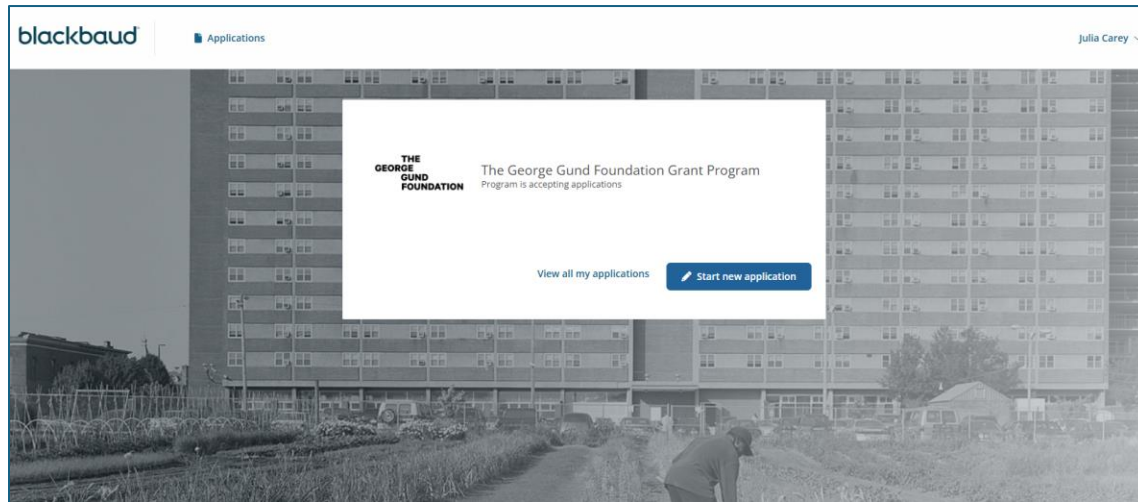 blackbaud
Applications
Julia Carey
THE
GEORGE
GUND
FOUNDATION
The George Gund Foundation Grant Program
Program is accepting applications
View all my applications
Start new application